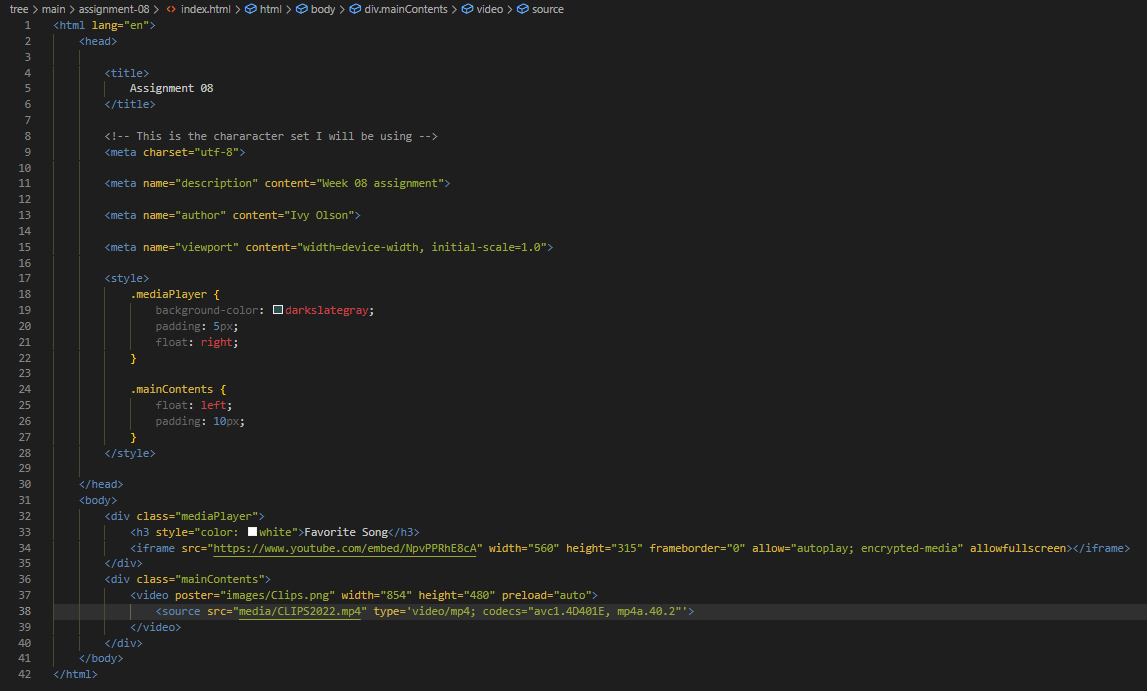 tree > main > assignment-08 > <> index.html > html > body > div.mainContents > video > source
1 <html lang="en">
2 <head>
3
4 <title>
5 Assignment 08
6 </title>
7
8 <!-- This is the chararacter set I will be using -->
9 <meta charset="utf-8">
10
11 <meta name="description" content="Week 08 assignment">
12
13 <meta name="author" content="Ivy Olson">
14
15 <meta name="viewport" content="width=device-width, initial-scale=1.0">
16
17 <style>
18 .mediaPlayer {
19 background-color: darkslategray;
20 padding: 5px;
21 float: right;
22 }
23
24 .mainContents {
25 float: left;
26 padding: 10px;
27 }
28 </style>
29
30 </head>
31 <body>
32 <div class="mediaPlayer">
33 <h3 style="color: white">Favorite Song</h3>
34 <iframe src="https://www.youtube.com/embed/NpvPPRhE8cA" width="560" height="315" frameborder="0" allow="autoplay; encrypted-media" allowfullscreen></iframe>
35 </div>
36 <div class="mainContents">
37 <video poster="images/Clips.png" width="854" height="480" preload="auto">
38 <source src="media/CLIPS2022.mp4" type='video/mp4; codecs="avc1.4D401E, mp4a.40.2"'>
39 </video>
40 </div>
41 </body>
42 </html>